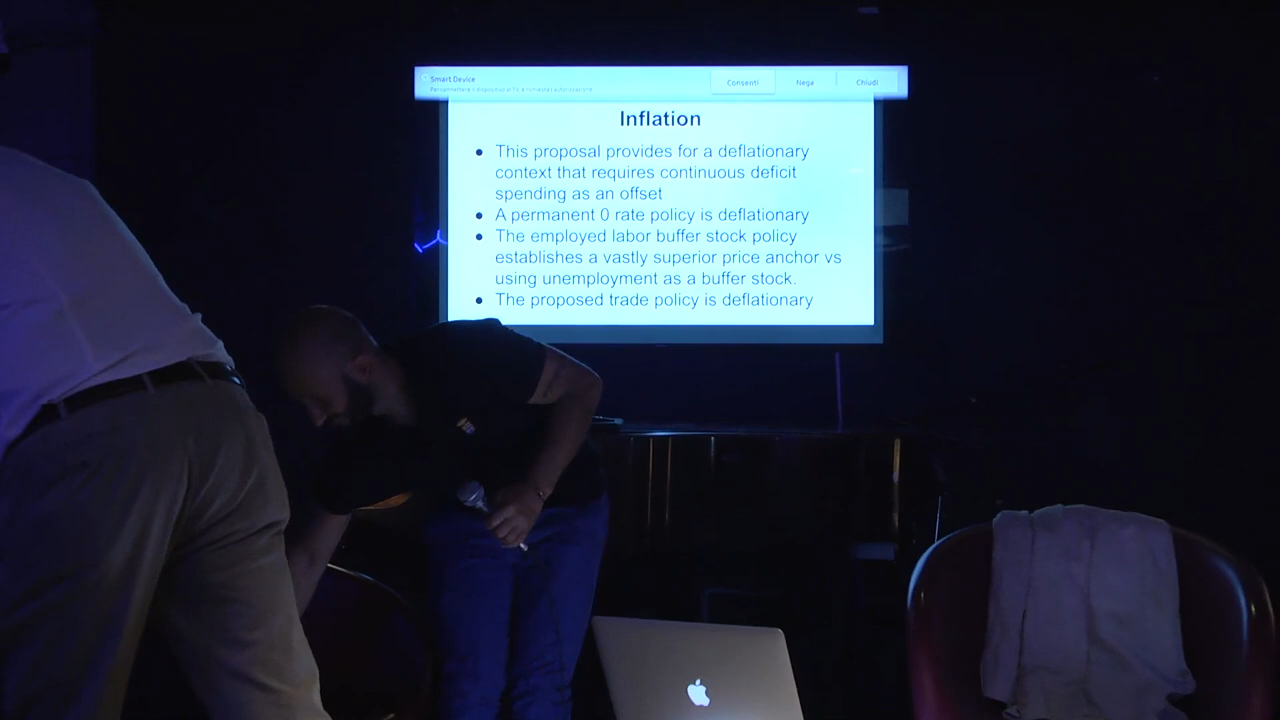 Smart Device
Consenti Nega Chiudi
Inflation
• This proposal provides for a deflationary
context that requires continuous deficit
spending as an offset
• A permanent 0 rate policy is deflationary
• The employed labor buffer stock policy
establishes a vastly superior price anchor vs
using unemployment as a buffer stock.
• The proposed trade policy is deflationary